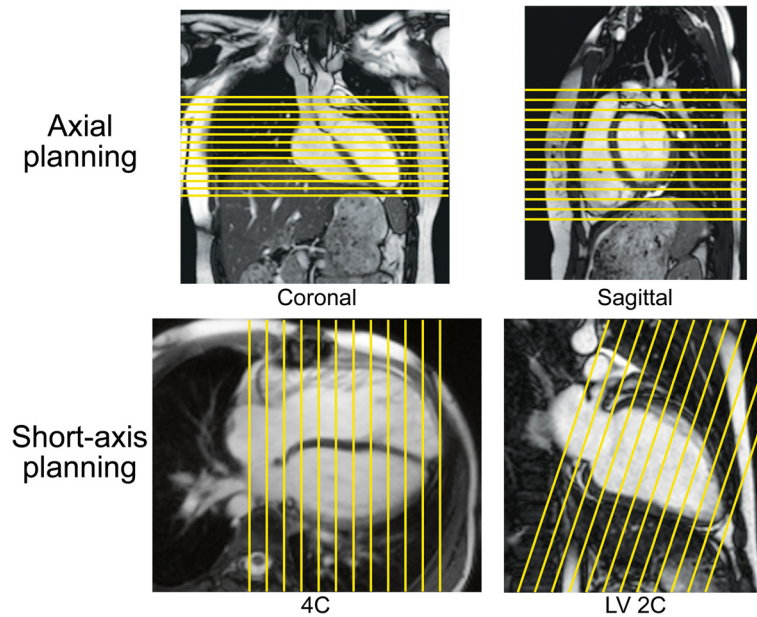 Axial
planning
Coronal
Sagittal
Short-axis
planning
4C
LV 2C